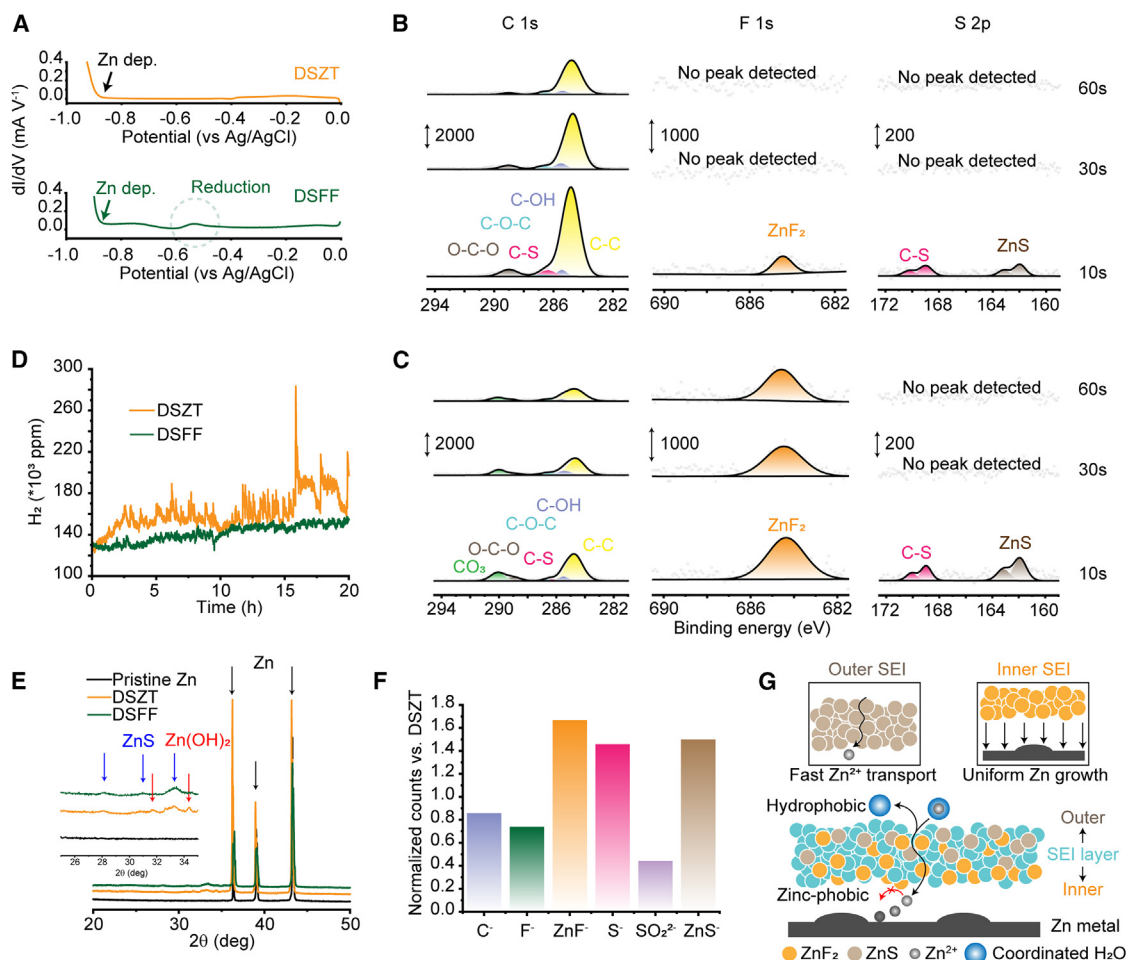 A
0.4
0.2
0.0
Zn dep.
DSZT
-1.0 -0.8 -0.6 -0.4 -0.2 0.0
Potential (vs Ag/AgCl)
dI/dV (mA V⁻¹)
0.4
0.2
0.0
Zn dep.
Reduction
DSFF
-1.0 -0.8 -0.6 -0.4 -0.2 0.0
Potential (vs Ag/AgCl)
B
C 1s F 1s S 2p
No peak detected No peak detected 60s
2000 1000 200
No peak detected No peak detected 30s
C-OH
C-O-C
O-C-O C-S C-C
ZnF₂
C-S ZnS
10s
294 290 285 281
690 686 682
172 168 164 160
C
No peak detected 60s
2000 1000 200
No peak detected 30s
C-OH
C-O-C
O-C-O
CO₃ C-S C-C
ZnF₂
C-S ZnS
10s
294 290 285 281
690 686 682
172 168 164 160
Binding energy (eV)
D
300
260
220
180
140
100
H₂ (*10³ ppm)
DSZT
DSFF
0 5 10 15 20
Time (h)
E
Zn
Pristine Zn
DSZT
DSFF
ZnS Zn(OH)₂
26 28 30 32 34
2θ (deg)
20 30 40 50
2θ (deg)
F
Normalized counts vs. DSZT
1.8
1.6
1.4
1.2
1.0
0.8
0.6
0.4
0.2
0.0
C⁻ F⁻ ZnF⁻ S⁻ SO₂²⁻ ZnS⁻
G
Outer SEI Inner SEI
Fast Zn²⁺ transport Uniform Zn growth
Hydrophobic
Outer
SEI layer
Inner
Zinc-phobic
Zn metal
ZnF₂ ZnS Zn²⁺ Coordinated H₂O